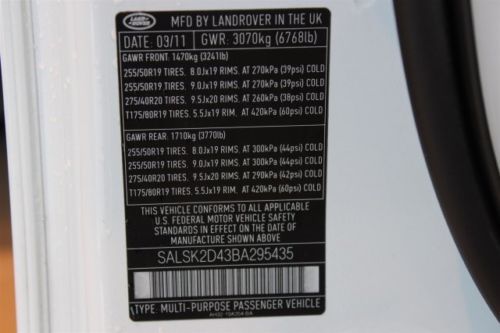 LAND ROVER
MFD BY LANDROVER IN THE UK
DATE: 03/11 GWR: 3070kg (6768lb)
GAWR FRONT: 1470kg (3241lb)
255/50R19 TIRES. 8.0Jx19 RIMS. AT 270kPa (39psi) COLD
255/50R19 TIRES. 9.0Jx19 RIMS. AT 270kPa (39psi) COLD
275/40R20 TIRES. 9.5Jx20 RIMS. AT 260kPa (38psi) COLD
T175/80R19 TIRES. 5.5Jx19 RIM. AT 420kPa (60psi) COLD
GAWR REAR: 1710kg (3770lb)
255/50R19 TIRES. 8.0Jx19 RIMS. AT 300kPa (44psi) COLD
255/50R19 TIRES. 9.0Jx19 RIMS. AT 300kPa (44psi) COLD
275/40R20 TIRES. 9.5Jx20 RIMS. AT 290kPa (42psi) COLD
T175/80R19 TIRES. 5.5Jx19 RIM. AT 420kPa (60psi) COLD
THIS VEHICLE CONFORMS TO ALL APPLICABLE
U.S. FEDERAL MOTOR VEHICLE SAFETY
STANDARDS IN EFFECT ON THE DATE OF
MANUFACTURE SHOWN ABOVE
SALSK2D43BA295435
TYPE: MULTI-PURPOSE PASSENGER VEHICLE